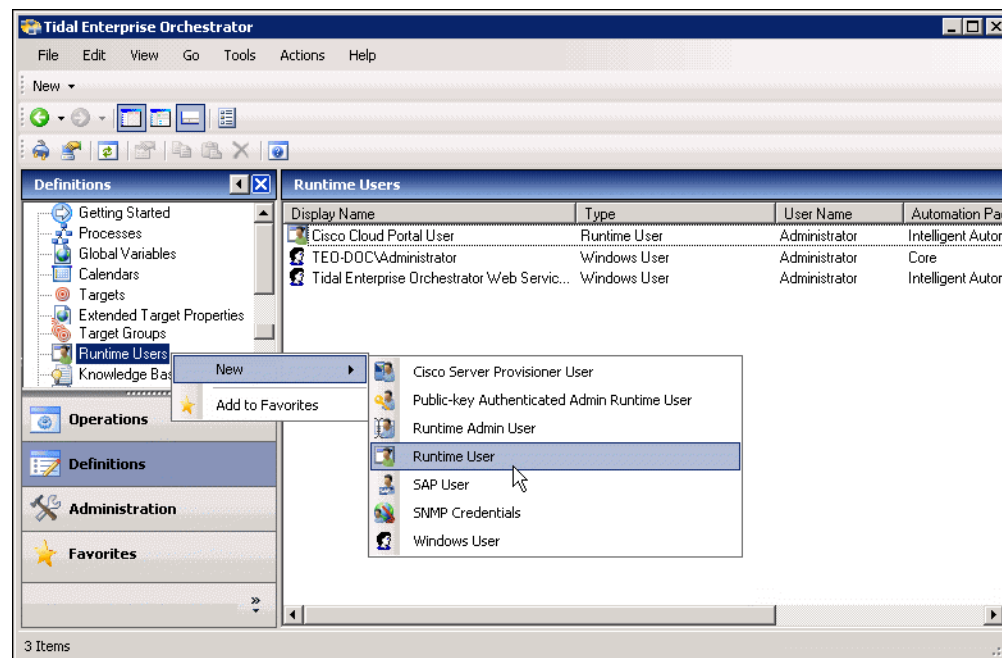 Tidal Enterprise Orchestrator
File Edit View Go Tools Actions Help
New
Definitions
Getting Started
Processes
Global Variables
Calendars
Targets
Extended Target Properties
Target Groups
Runtime Users
Knowledge Bas
Operations
Definitions
Administration
Favorites
Runtime Users
Display Name Type User Name Automation Pa
Cisco Cloud Portal User Runtime User Administrator Intelligent Autor
TEO-DOC\Administrator Windows User Administrator Core
Tidal Enterprise Orchestrator Web Servic... Windows User Administrator Intelligent Autor
New
Add to Favorites
Cisco Server Provisioner User
Public-key Authenticated Admin Runtime User
Runtime Admin User
Runtime User
SAP User
SNMP Credentials
Windows User
3 Items